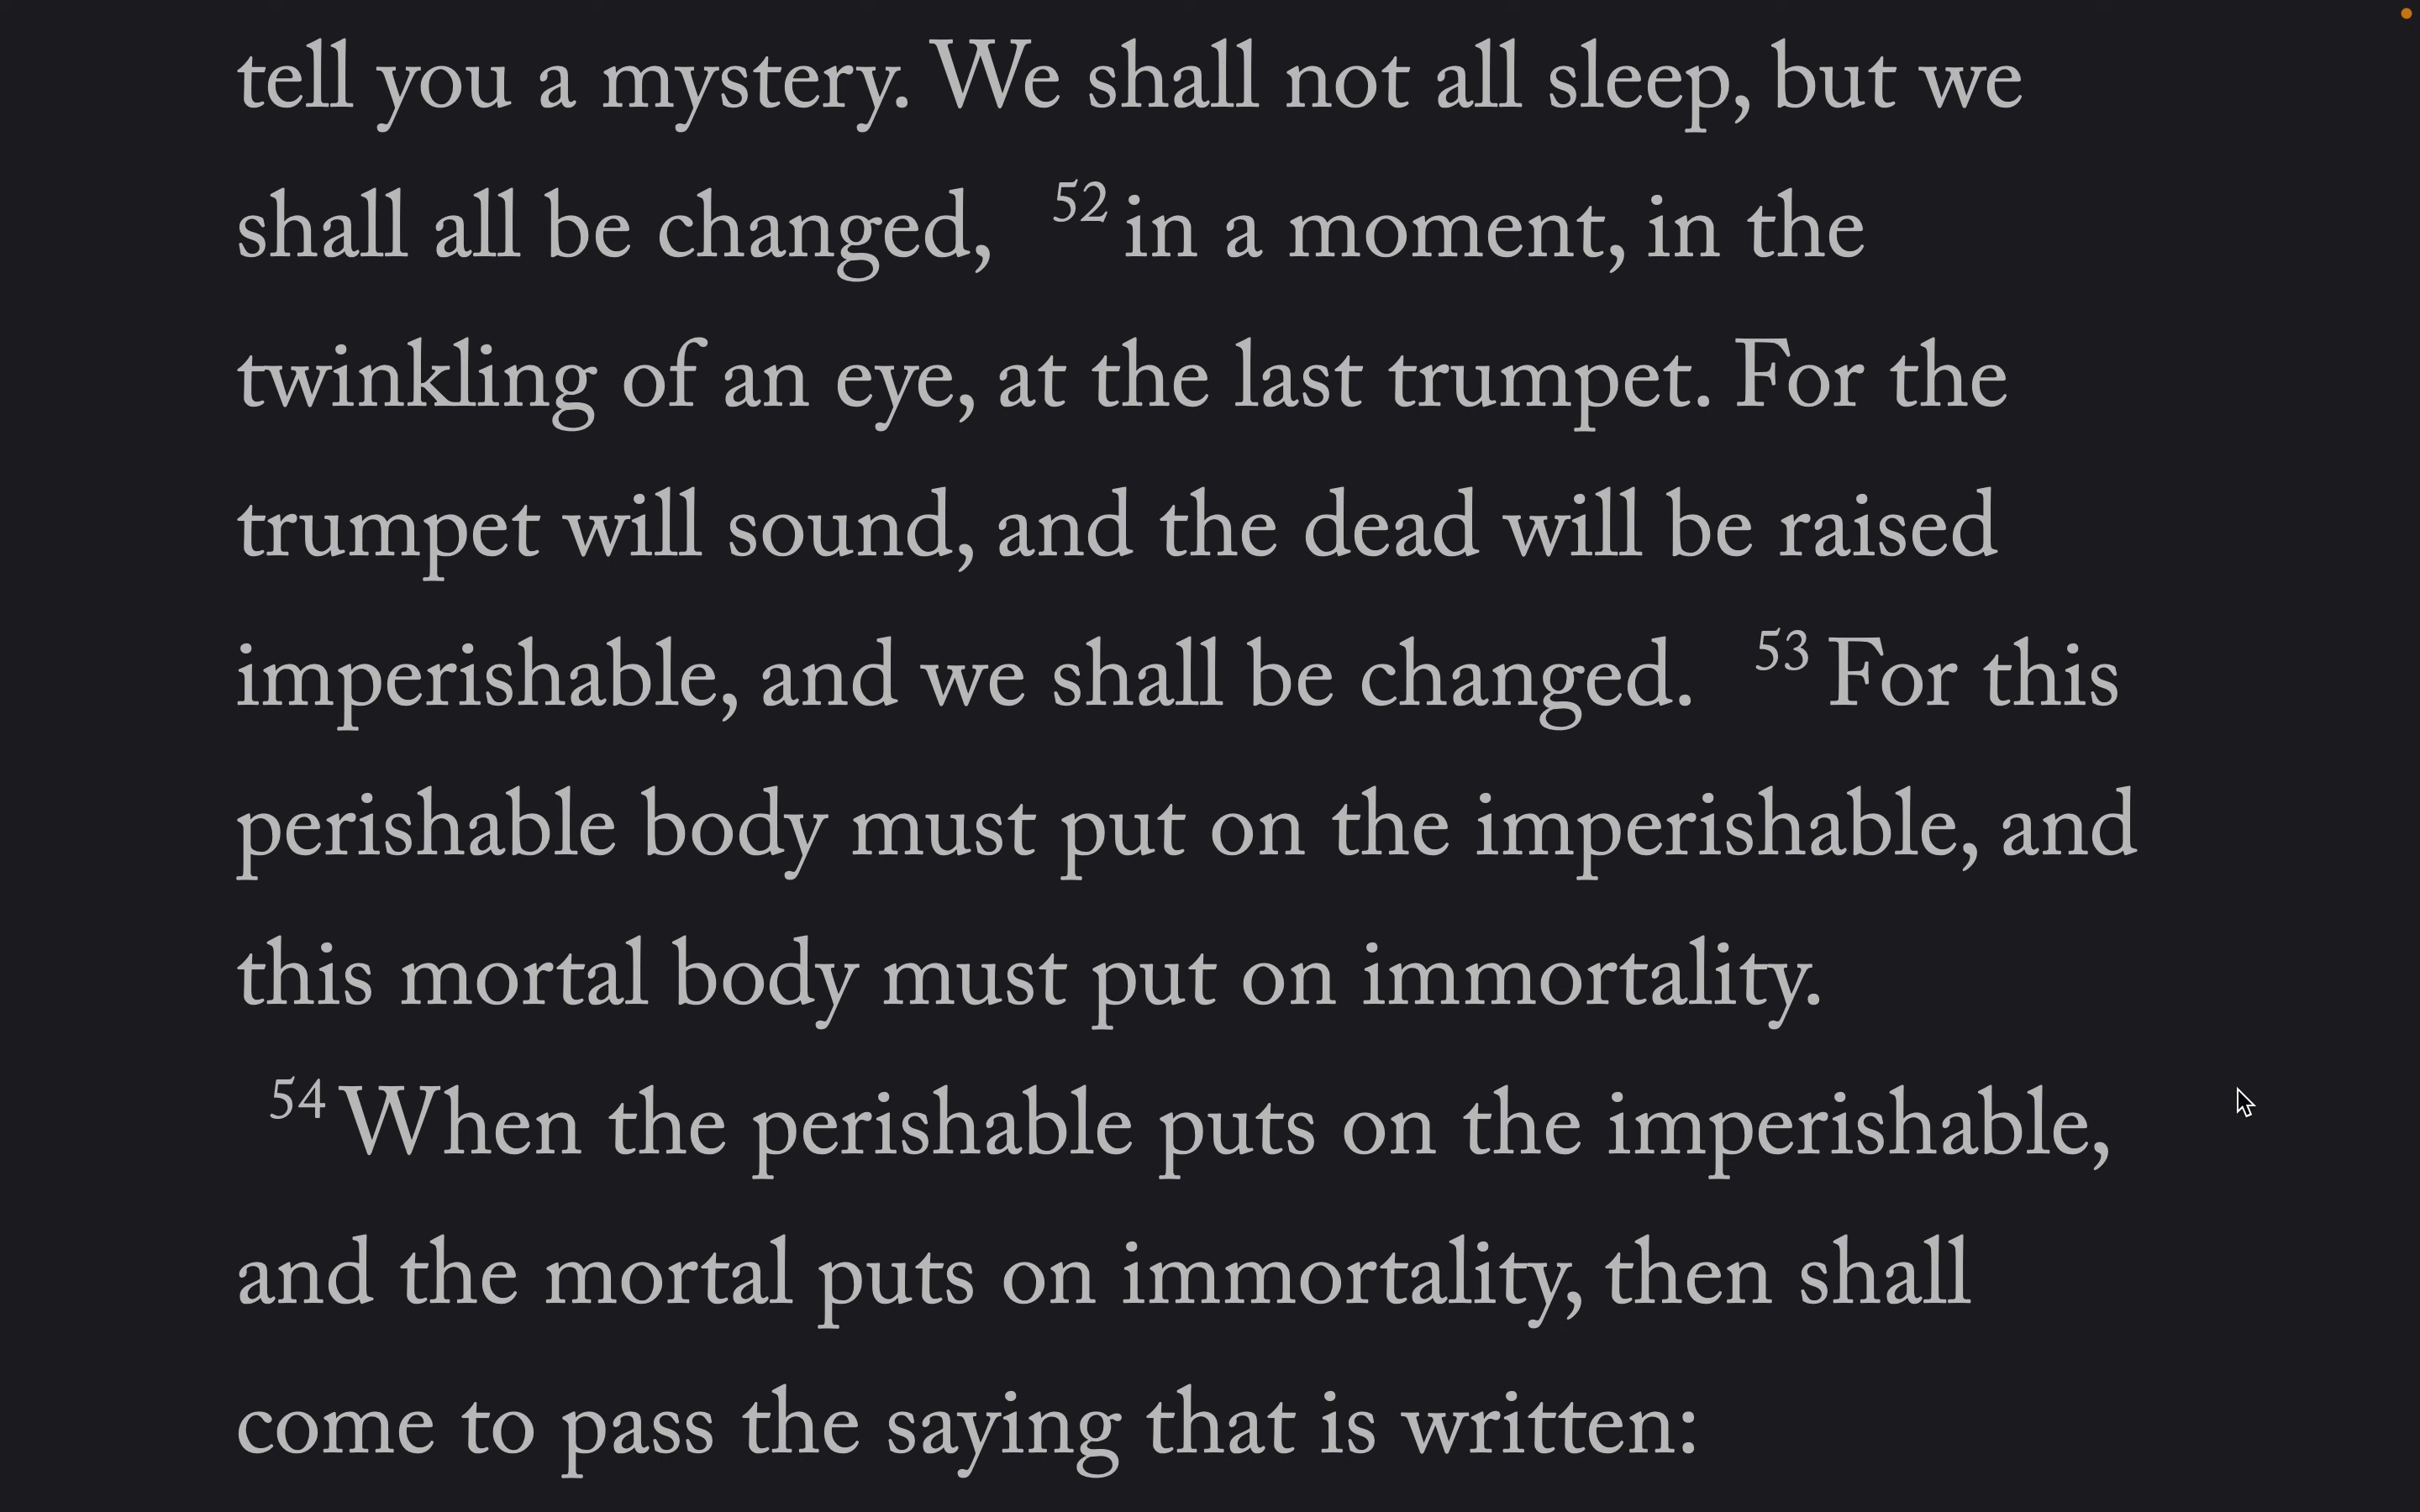 tell you a mystery. We shall not all sleep, but we
shall all be changed, 52 in a moment, in the
twinkling of an eye, at the last trumpet. For the
trumpet will sound, and the dead will be raised
imperishable, and we shall be changed. 53 For this
perishable body must put on the imperishable, and
this mortal body must put on immortality.
54 When the perishable puts on the imperishable,
and the mortal puts on immortality, then shall
come to pass the saying that is written: